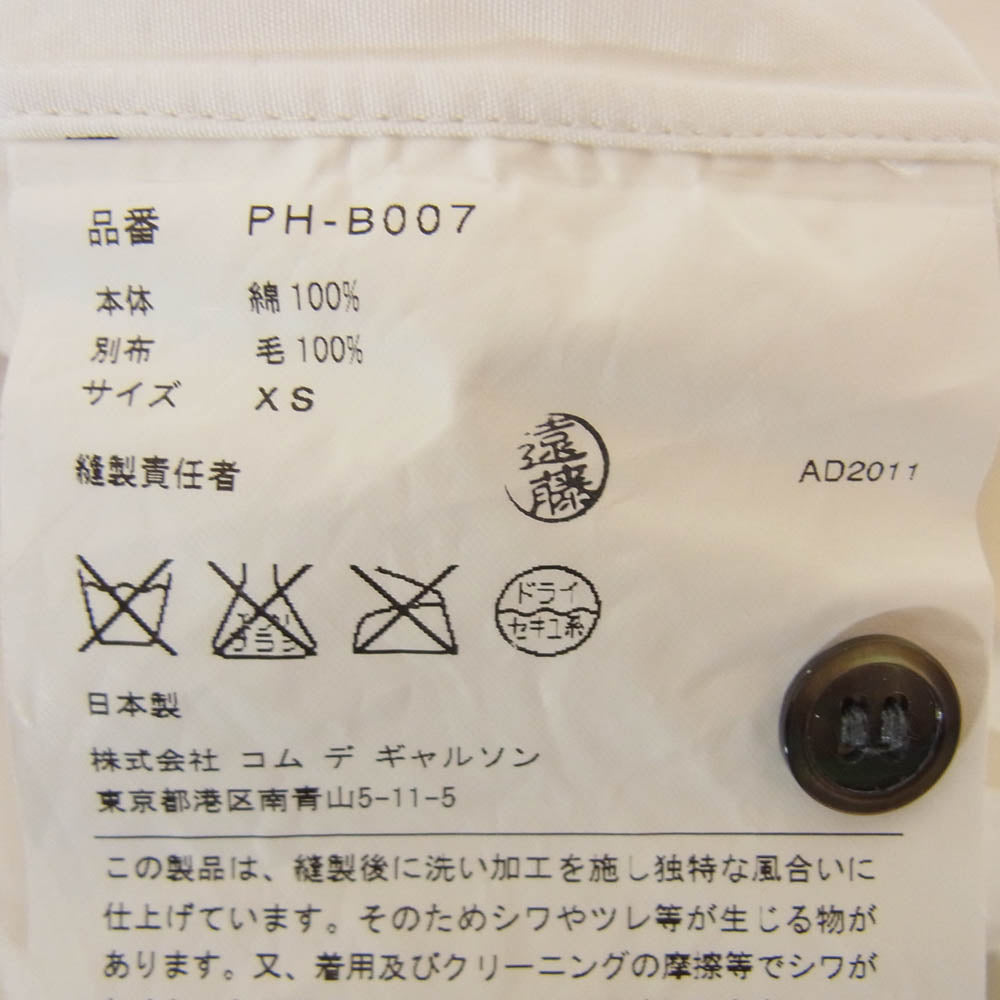 品番 PH-B007
本体 綿 100%
別布 毛 100%
サイズ XS
縫製責任者 遠藤 AD2011
エンソ
ブラシ
ドライ
セキユ系
日本製
株式会社 コム デ ギャルソン
東京都港区南青山5-11-5
この製品は、縫製後に洗い加工を施し独特な風合いに
仕上げています。そのためシワやツレ等が生じる物が
あります。又、着用及びクリーニングの摩擦等でシワが